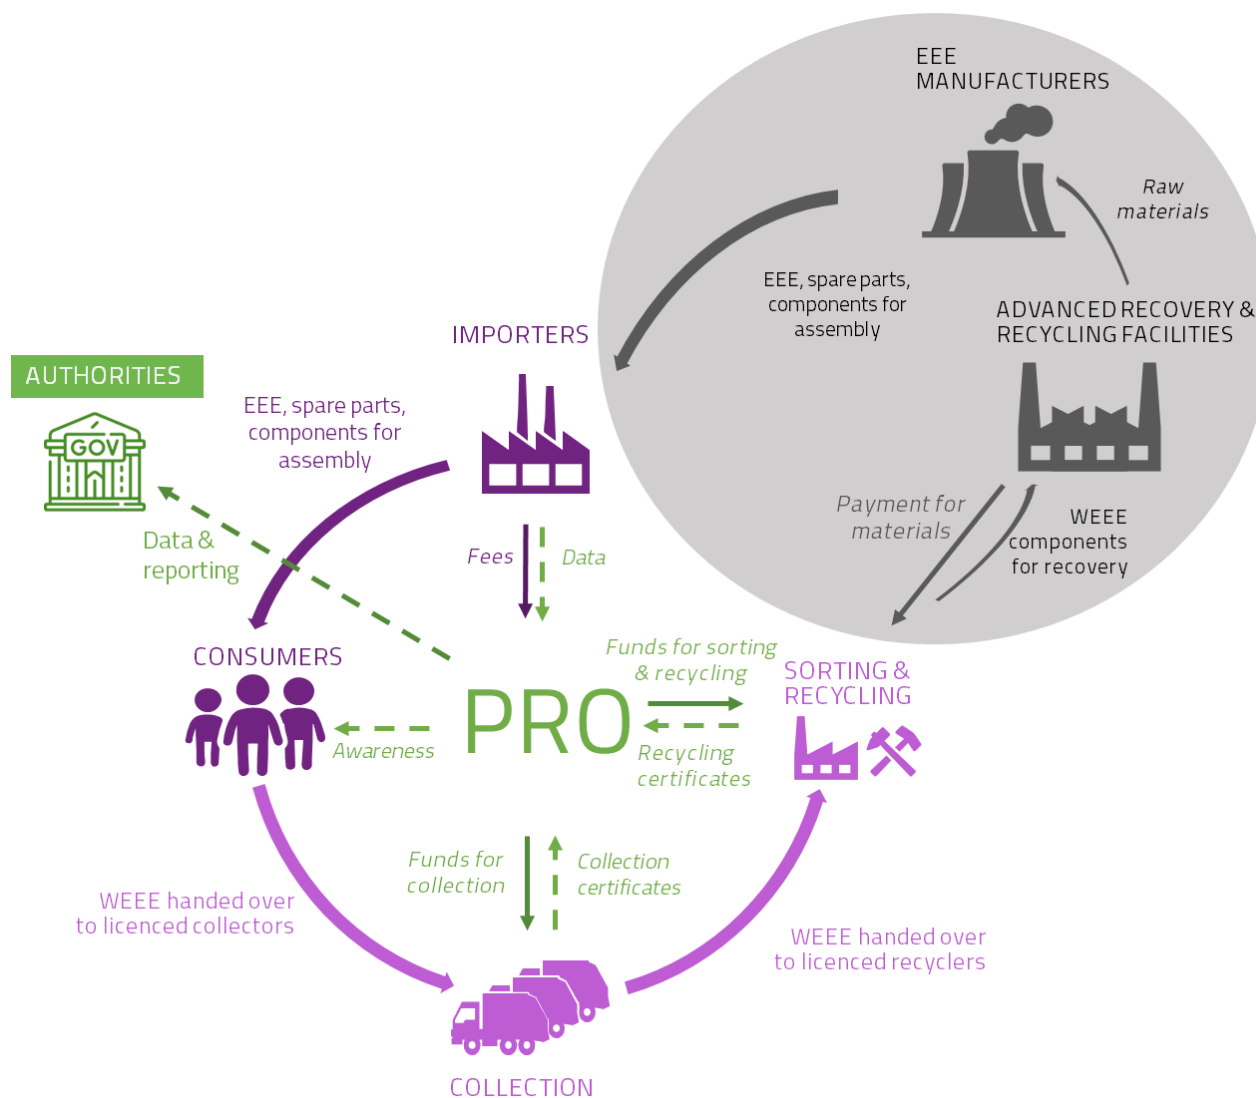 EEE
MANUFACTURERS
Raw
materials
EEE, spare parts,
components for
assembly
ADVANCED RECOVERY &
RECYCLING FACILITIES
IMPORTERS
AUTHORITIES
GOV
EEE, spare parts,
components for
assembly
Payment for
materials
WEEE
components
for recovery
Data &
reporting
Fees
Data
CONSUMERS
Funds for sorting
& recycling
SORTING &
RECYCLING
PRO
Awareness
Recycling
certificates
Funds for
collection
Collection
certificates
WEEE handed over
to licenced collectors
WEEE handed over
to licenced recyclers
COLLECTION